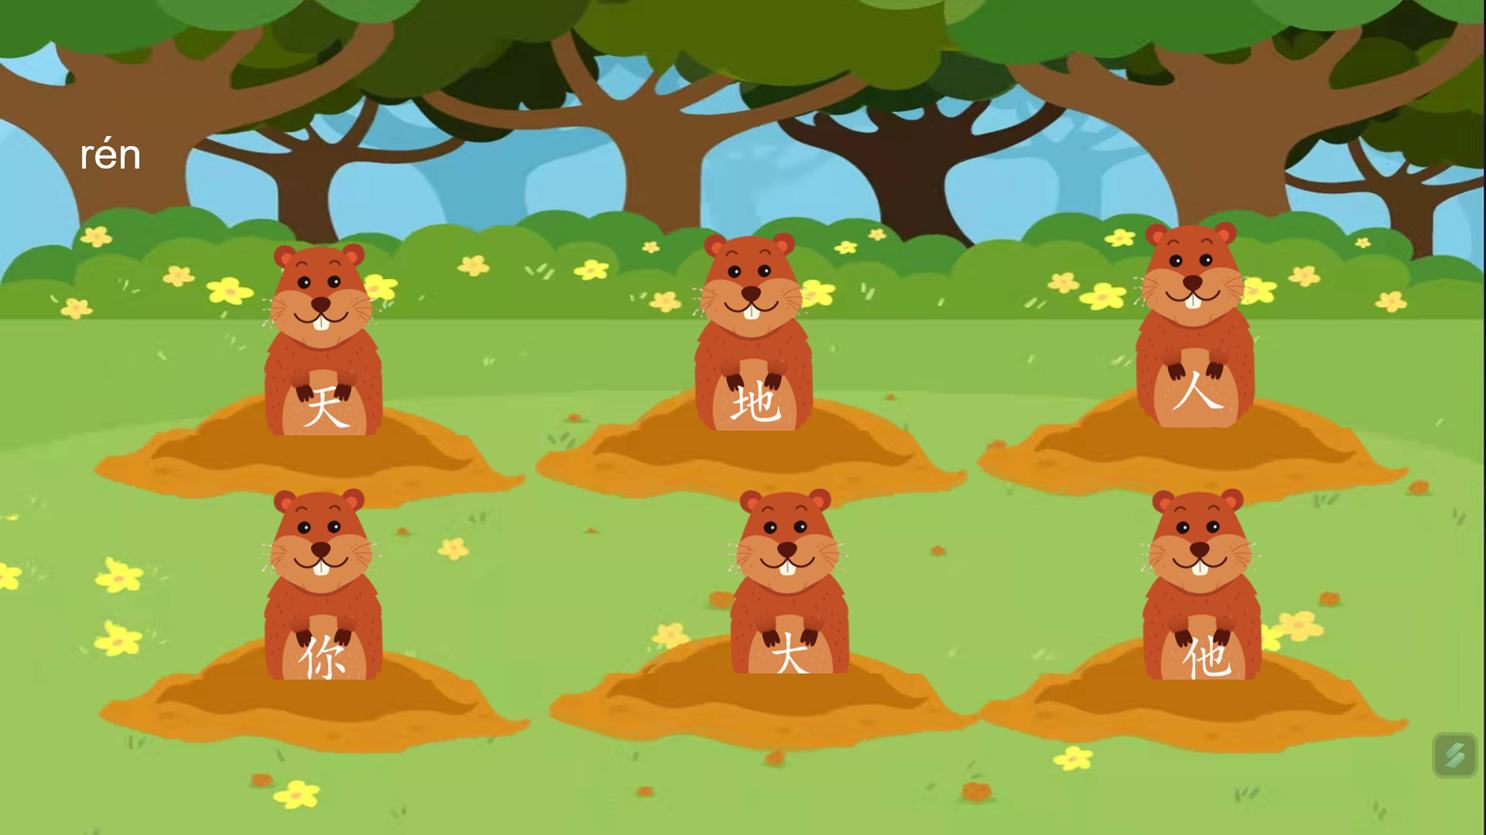 rén
天 地 人
你 大 他